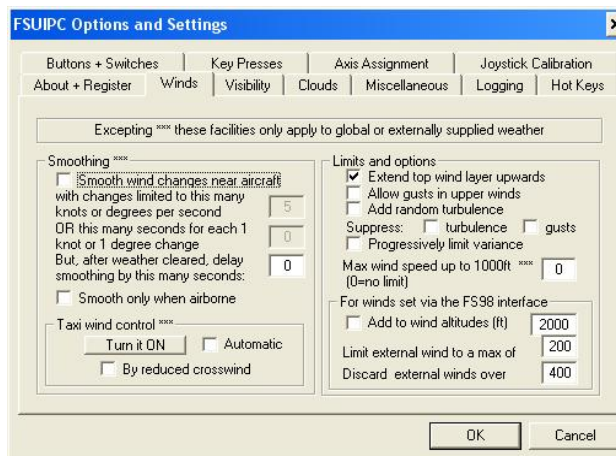 FSUIPC Options and Settings
Buttons + Switches
Key Presses
Axis Assignment
Joystick Calibration
About + Register
Winds
Visibility
Clouds
Miscellaneous
Logging
Hot Keys
Excepting *** these facilities only apply to global or externally supplied weather
Smoothing ***
Smooth wind changes near aircraft
with changes limited to this many
knots or degrees per second
5
OR this many seconds for each 1
knot or 1 degree change
0
But, after weather cleared, delay
smoothing by this many seconds:
0
Smooth only when airborne
Taxi wind control ***
Turn it ON
Automatic
By reduced crosswind
Limits and options
Extend top wind layer upwards
Allow gusts in upper winds
Add random turbulence
Suppress: turbulence gusts
Progressively limit variance
Max wind speed up to 1000ft ***
(0=no limit)
0
For winds set via the FS98 interface
Add to wind altitudes (ft) 2000
Limit external wind to a max of 200
Discard external winds over 400
OK
Cancel